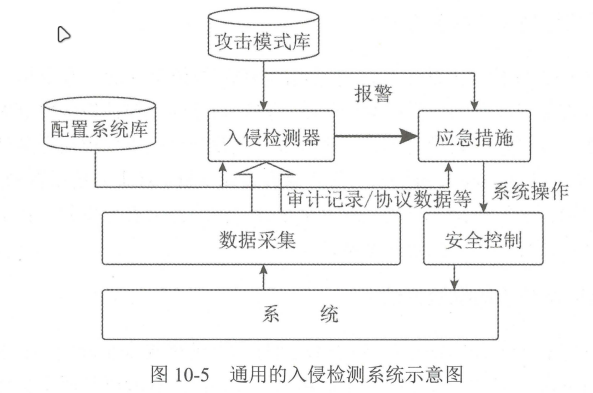 攻击模式库
报警
配置系统库
入侵检测器
应急措施
审计记录/协议数据等
系统操作
数据采集
安全控制
系 统
图 10-5 通用的入侵检测系统示意图